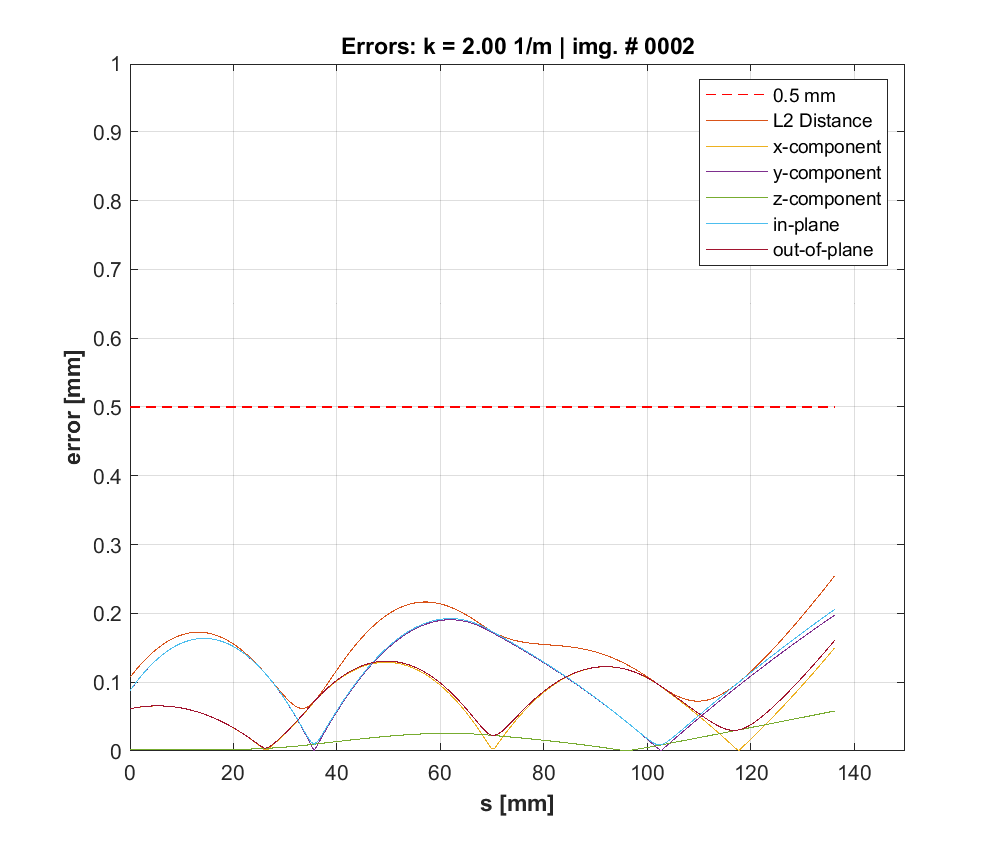 Errors: k = 2.00 1/m | img. # 0002
1
0.9
0.8
0.7
0.6
0.5
0.4
0.3
0.2
0.1
0
error [mm]
0.5 mm
L2 Distance
x-component
y-component
z-component
in-plane
out-of-plane
0 20 40 60 80 100 120 140
s [mm]